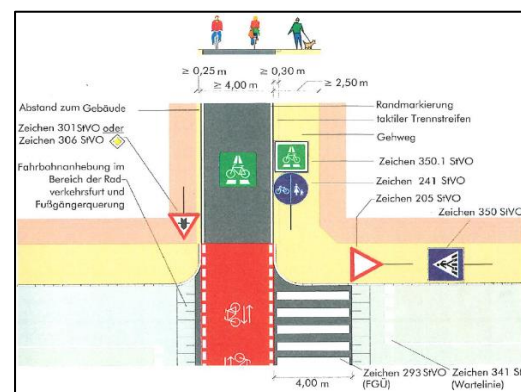 ≥ 0,25 m
≥ 0,30 m
≥ 4,00 m
≥ 2,50 m
Abstand zum Gebäude
Zeichen 301 StVO oder
Zeichen 306 StVO
Fahrbahnanhebung im
Bereich der Rad-
verkehrsfurt und
Fußgängerquerung
Randmarkierung
taktiler Trennstreifen
Gehweg
Zeichen 350.1 StVO
Zeichen 241 StVO
Zeichen 205 StVO
Zeichen 350 StVO
4,00 m
Zeichen 293 StVO
(FGÜ)
Zeichen 341 St
(Wartelinie)